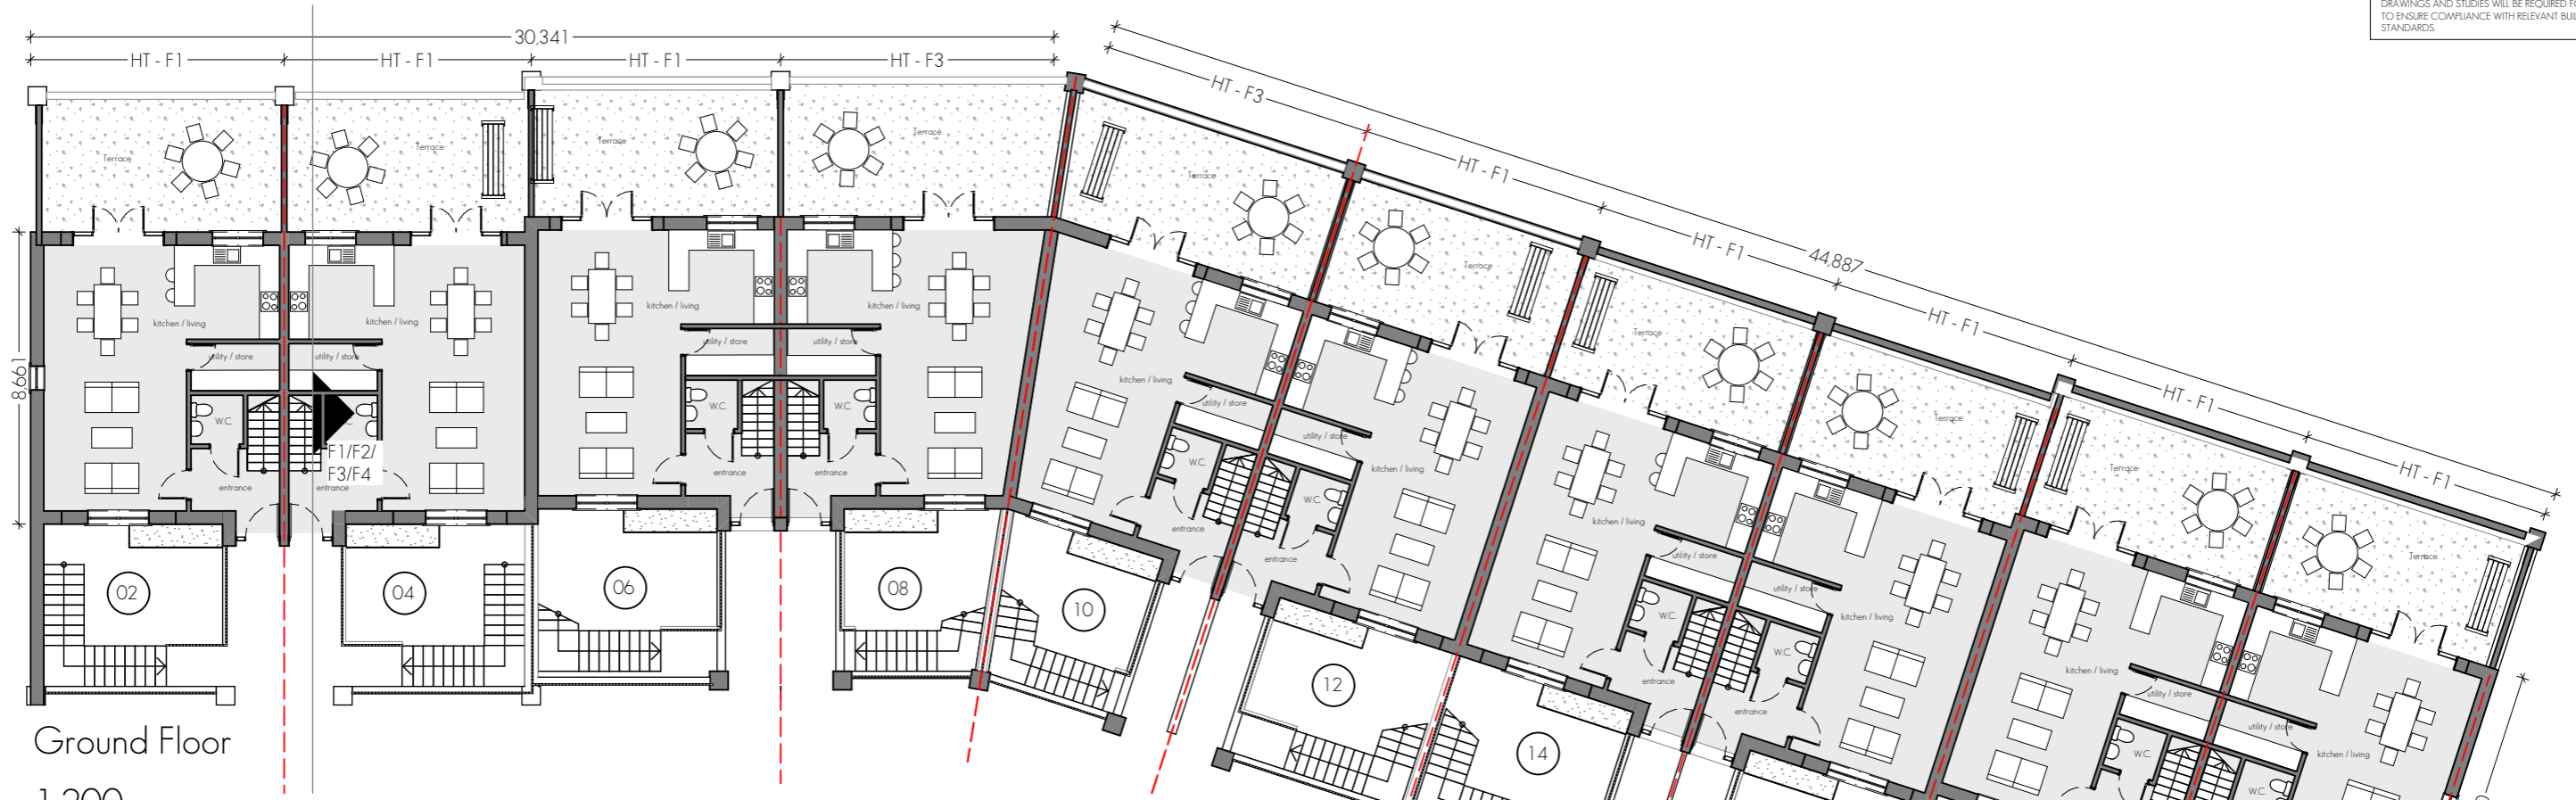 DRAWINGS AND STUDIES WILL BE REQUIRED
TO ENSURE COMPLIANCE WITH RELEVANT
STANDARDS.
30,341
HT - F1
HT - F1
HT - F1
HT - F3
HT - F3
HT - F1
HT - F1
44,887
HT - F1
HT - F1
HT - F1
Terrace
Terrace
Terrace
Terrace
Terrace
Terrace
Terrace
Terrace
Terrace
Terrace
8,661
kitchen / living
kitchen / living
kitchen / living
kitchen / living
kitchen / living
kitchen / living
kitchen / living
kitchen / living
kitchen / living
kitchen / living
utility / store
utility / store
utility / store
utility / store
utility / store
utility / store
utility / store
utility / store
utility / store
utility / store
W.C.
W.C.
W.C.
W.C.
W.C.
W.C.
W.C.
W.C.
W.C.
F1/F2/
F3/F4
entrance
entrance
entrance
entrance
entrance
entrance
entrance
entrance
02
04
06
08
10
12
14
Ground Floor
1:200